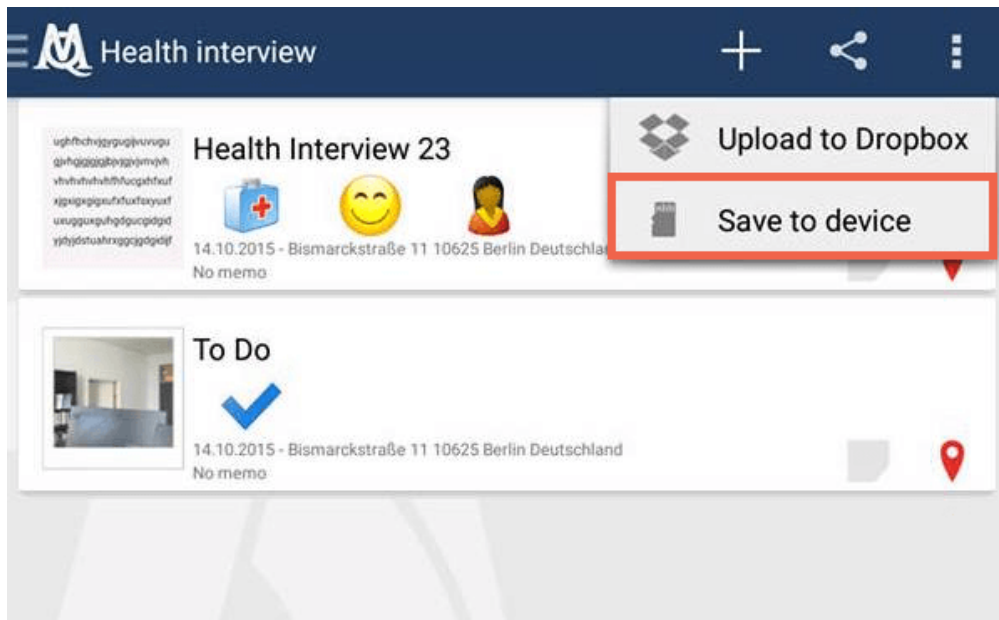 Health interview
Upload to Dropbox
Save to device
Health Interview 23
14.10.2015 - Bismarckstraße 11 10625 Berlin Deutschla
No memo
To Do
14.10.2015 - Bismarckstraße 11 10625 Berlin Deutschland
No memo